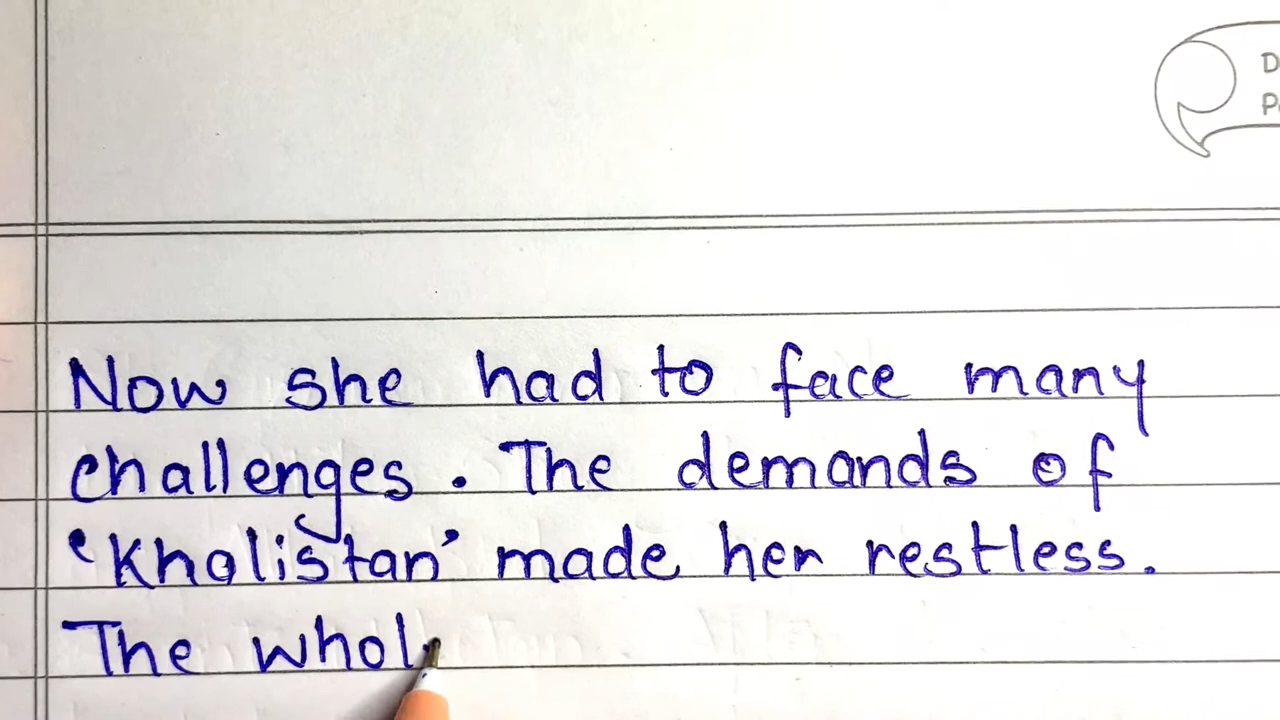 D
P
Now she had to face many
challenges. The demands of
'Khalistan' made her restless.
The whol